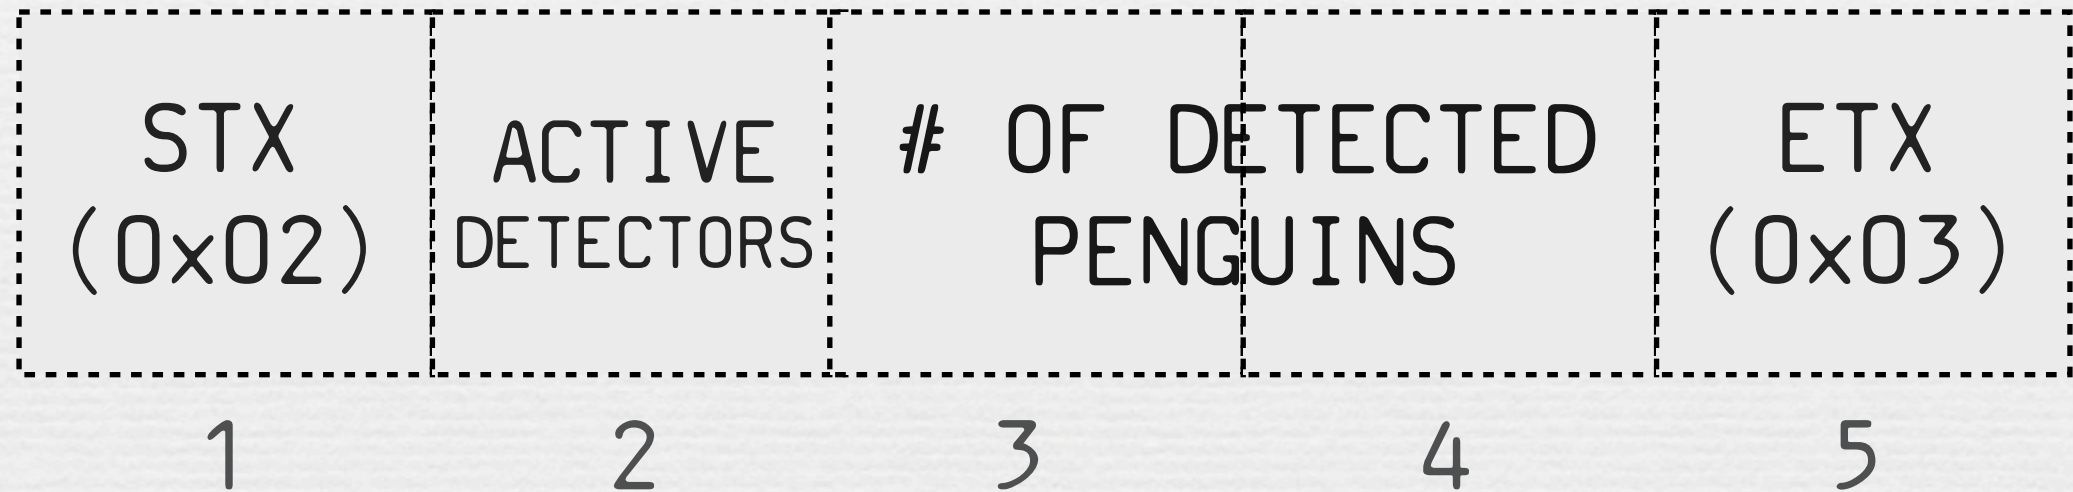 STX
(0x02)
ACTIVE
DETECTORS
# OF DETECTED
PENGUINS
ETX
(0x03)
1
2
3
4
5